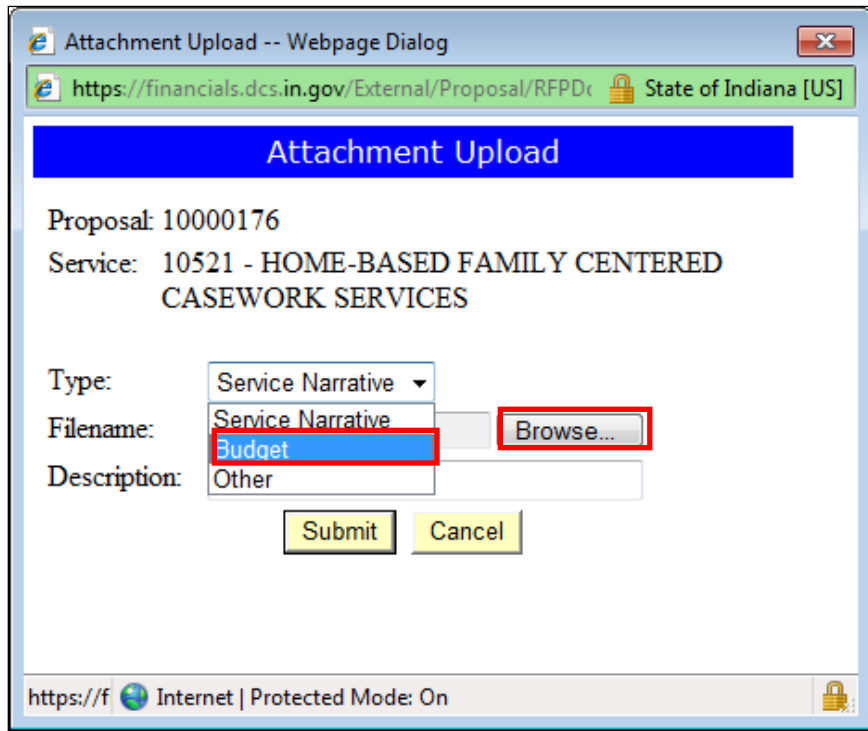 Attachment Upload -- Webpage Dialog
https://financials.dcs.in.gov/External/Proposal/RFPDo State of Indiana [US]
Attachment Upload
Proposal: 10000176
Service: 10521 - HOME-BASED FAMILY CENTERED
CASEWORK SERVICES
Type: Service Narrative
Service Narrative
Filename: Browse...
Budget
Description: Other
Submit Cancel
https://f Internet | Protected Mode: On